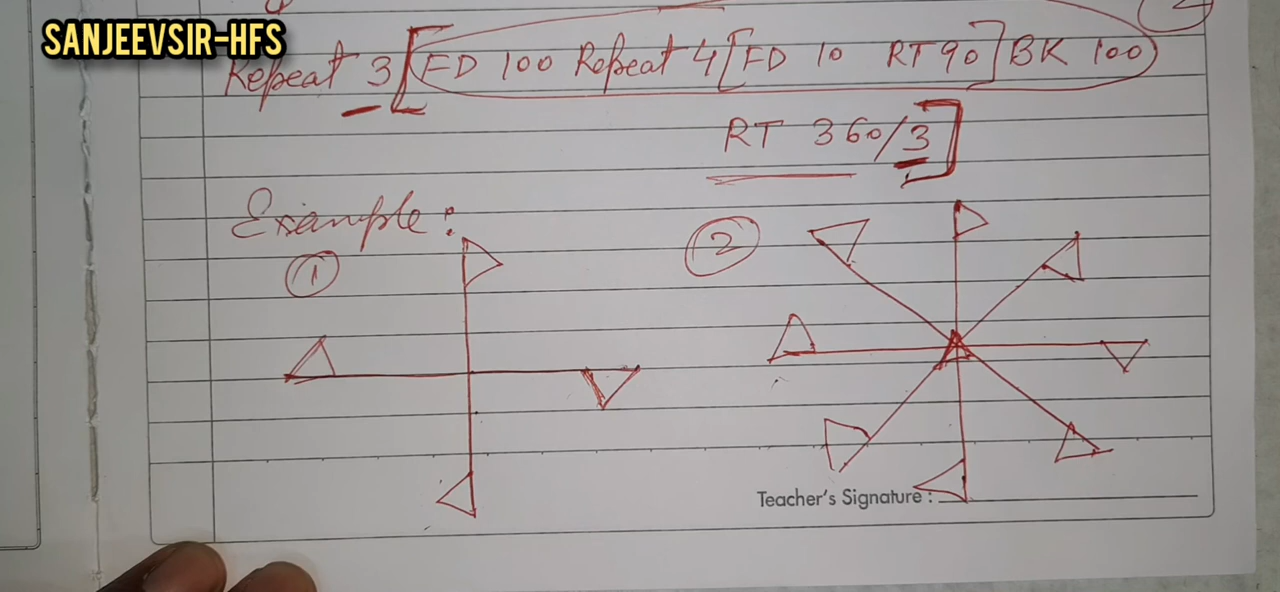 SANJEEVSIR-HFS
Repeat 3[FD 100 Repeat 4[FD 10 RT 90] BK 100
RT 360/3]
Example:
1
2
Teacher's Signature :